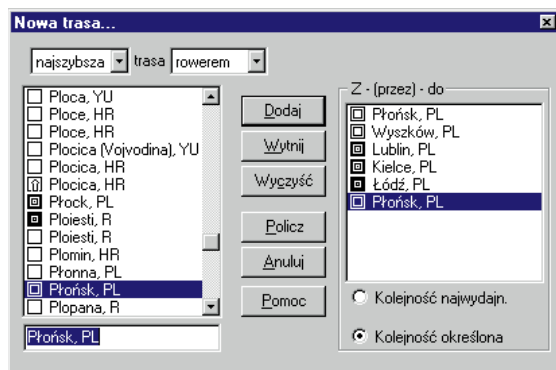 Nowa trasa...
najszybsza trasa rowerem
Ploca, YU
Ploce, HR
Ploce, HR
Plocica (Vojvodina), YU
Plocica, HR
Plocica, HR
Płock, PL
Ploiesti, R
Ploiesti, R
Plomin, HR
Płonna, PL
Płońsk, PL
Plopana, R
Płońsk, PL
Dodaj
Wytnij
Wyczyść
Policz
Anuluj
Pomoc
Z - (przez) - do
Płońsk, PL
Wyszków, PL
Lublin, PL
Kielce, PL
Łódź, PL
Płońsk, PL
Kolejność najwydajn.
Kolejność określona